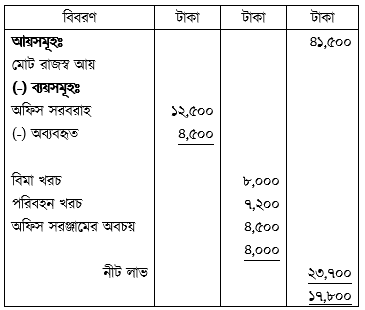 বিবরণ টাকা টাকা টাকা
আয়সমূহঃ ৪১,৫০০
মোট রাজস্ব আয়
(-) ব্যয়সমূহঃ
অফিস সরবরাহ ১২,৫০০
(-) অব্যবহৃত ৪,৫০০
বিমা খরচ ৮,০০০
পরিবহন খরচ ৭,২০০
অফিস সরঞ্জামের অবচয় ৪,৫০০
৪,০০০
নীট লাভ ২৩,৭০০
১৭,৮০০